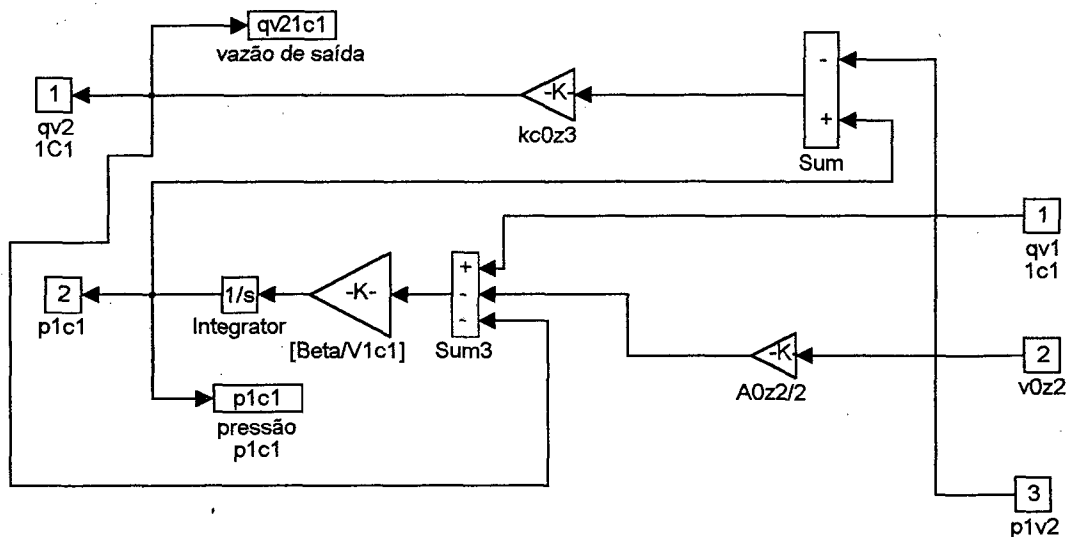 qv21c1
vazão de saída
-
1
-K-
qv2
1C1
kc0z3
+
Sum
1
qv1
1c1
+
2
1/s
-K-
-
-
p1c1
Integrator
[Beta/V1c1]
Sum3
-K-
2
A0z2/2
v0z2
p1c1
pressão
p1c1
3
p1v2